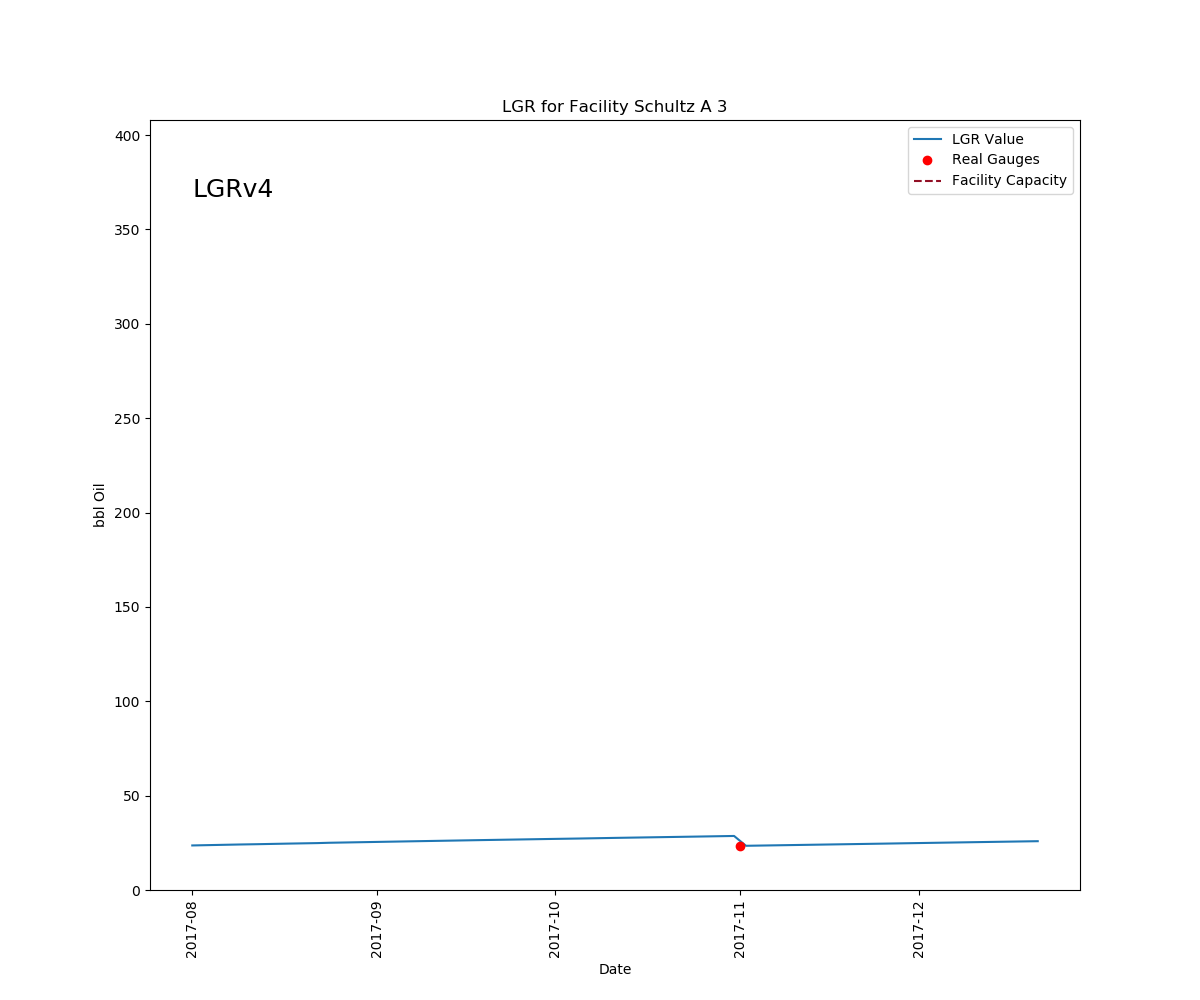 LGR for Facility Schultz A 3
LGRv4
LGR Value
Real Gauges
Facility Capacity
400
350
300
250
200
150
100
50
0
bbl Oil
2017-08
2017-09
2017-10
2017-11
2017-12
Date